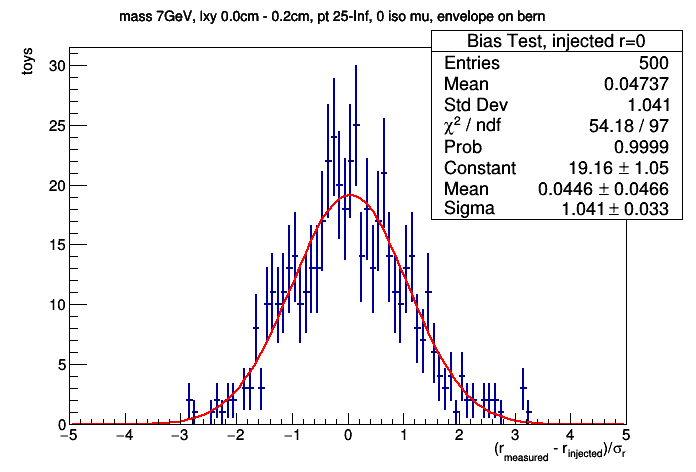 mass 7GeV, lxy 0.0cm - 0.2cm, pt 25-Inf, 0 iso mu, envelope on bern
Bias Test, injected r=0
Entries 500
Mean 0.04737
Std Dev 1.041
χ² / ndf 54.18 / 97
Prob 0.9999
Constant 19.16 ± 1.05
Mean 0.0446 ± 0.0466
Sigma 1.041 ± 0.033
toys
30
25
20
15
10
5
0
−5 −4 −3 −2 −1 0 1 2 3 4 5
(r_measured - r_injected)/σ_r